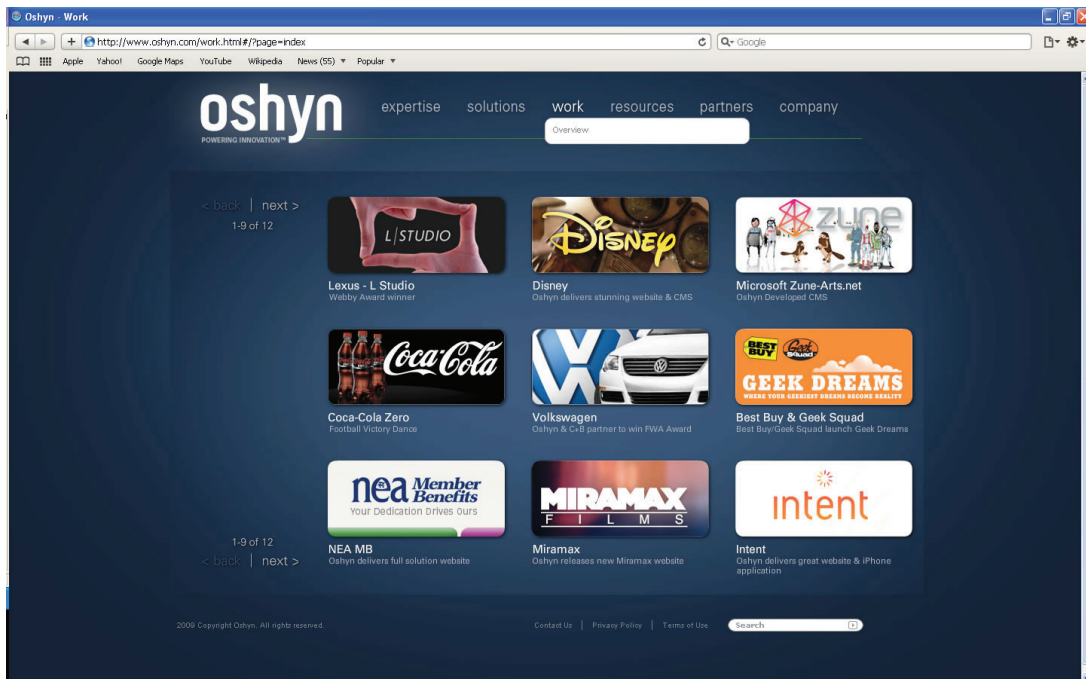 Oshyn - Work
http://www.oshyn.com/work.html#/?page=index
Google
Apple Yahoo! Google Maps YouTube Wikipedia News (55) Popular
oshyn
POWERING INNOVATION™
expertise solutions work resources partners company
Overview
< back | next >
1-9 of 12
L/STUDIO
Disney
zune
Lexus - L Studio
Webby Award winner
Disney
Oshyn delivers stunning website & CMS
Microsoft Zune-Arts.net
Oshyn Developed CMS
Coca-Cola
BEST BUY
Geek Squad
GEEK DREAMS
WHERE YOUR GEEKIEST DREAMS BECOME REALITY
Coca-Cola Zero
Football Victory Dance
Volkswagen
Oshyn & C+B partner to win FWA Award
Best Buy & Geek Squad
Best Buy/Geek Squad launch Geek Dreams
nea Member Benefits
Your Dedication Drives Ours
MIRAMAX
FILMS
intent
NEA MB
Oshyn delivers full solution website
Miramax
Oshyn releases new Miramax website
Intent
Oshyn delivers great website & iPhone
application
1-9 of 12
< back | next >
2009 Copyright Oshyn. All rights reserved.
Contact Us | Privacy Policy | Terms of Use
Search